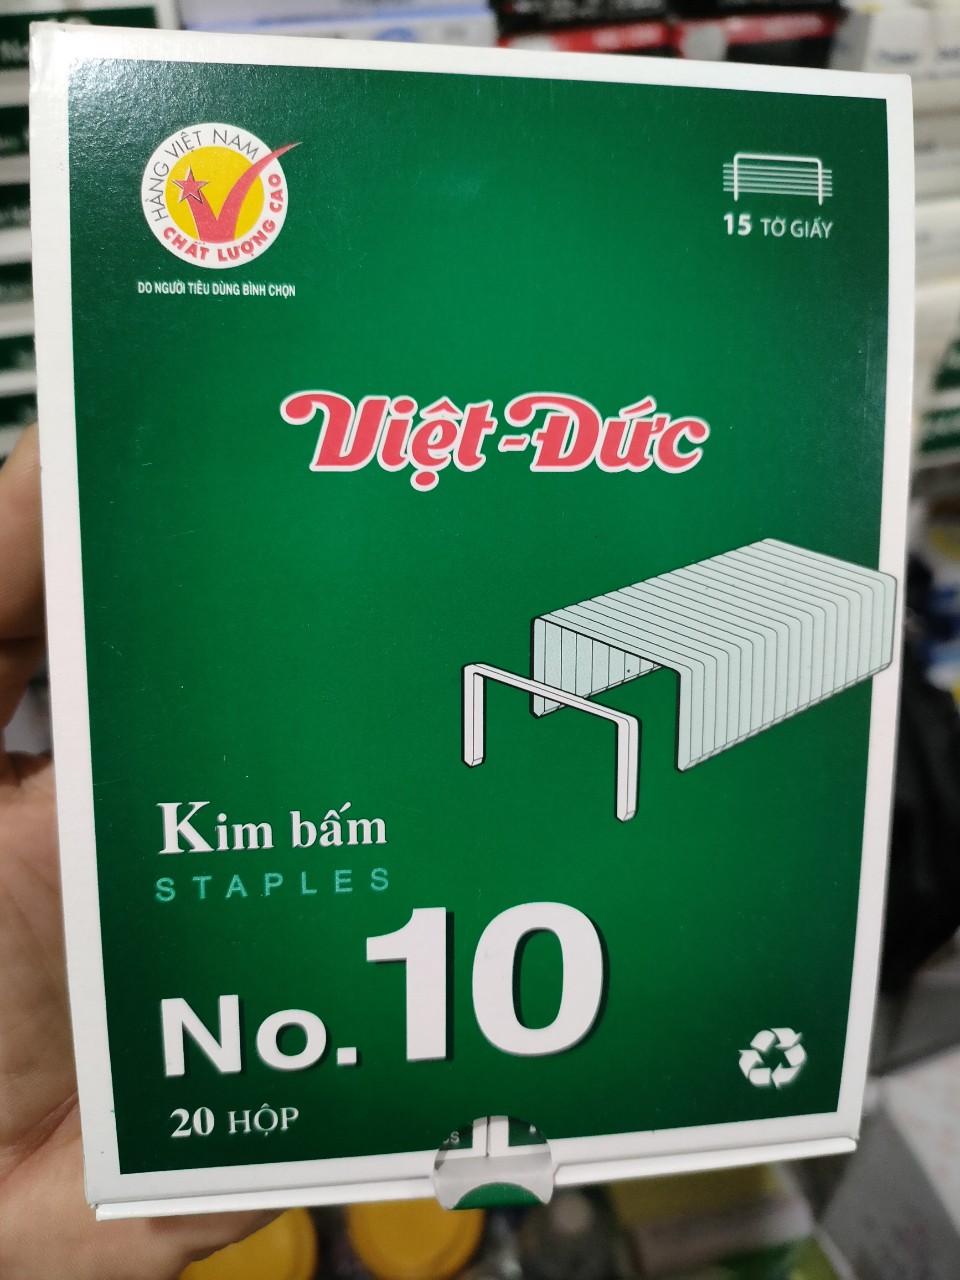 HÀNG VIỆT NAM
CHẤT LƯỢNG CAO
DO NGƯỜI TIÊU DÙNG BÌNH CHỌN
15 TỜ GIẤY
Việt-Đức
Kim bấm
STAPLES
No.10
20 HỘP